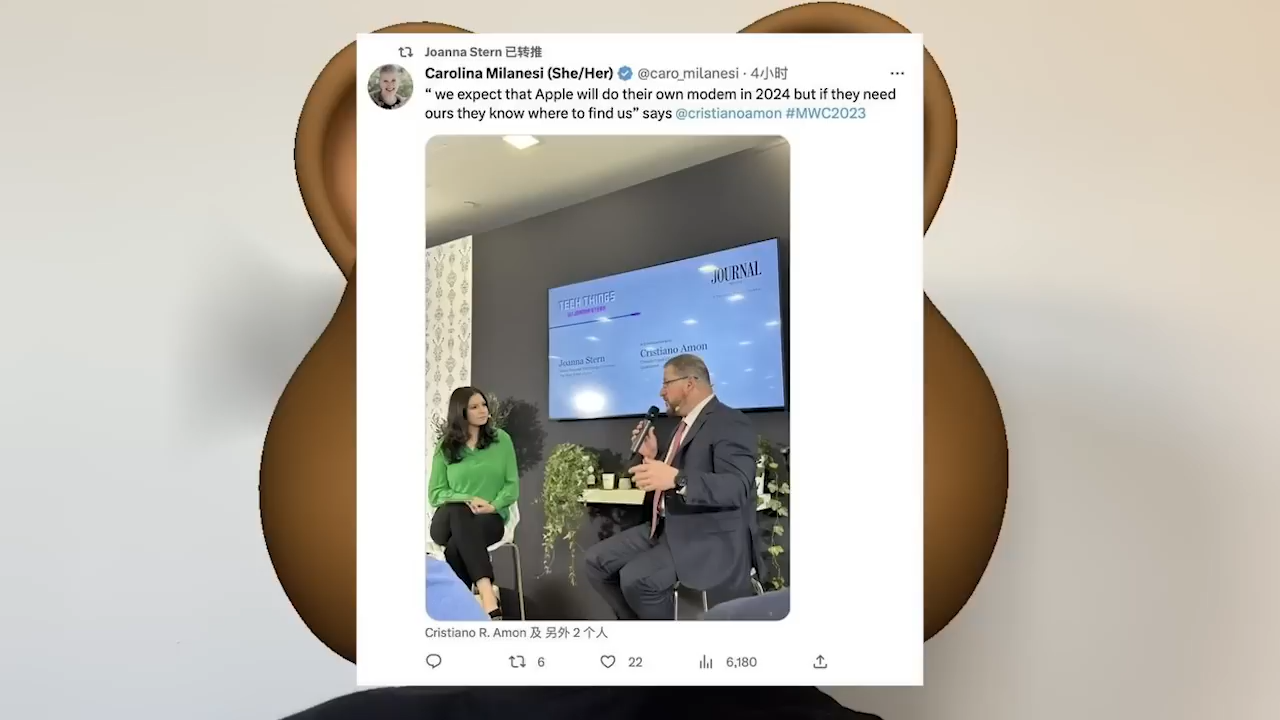 Joanna Stern 已转推
Carolina Milanesi (She/Her) @caro_milanesi · 4小时
“ we expect that Apple will do their own modem in 2024 but if they need
ours they know where to find us” says @cristianoamon #MWC2023
JOURNAL
TECH THINGS
Joanna Stern
Cristiano Amon
Cristiano R. Amon 及 另外 2 个人
6
22
6,180